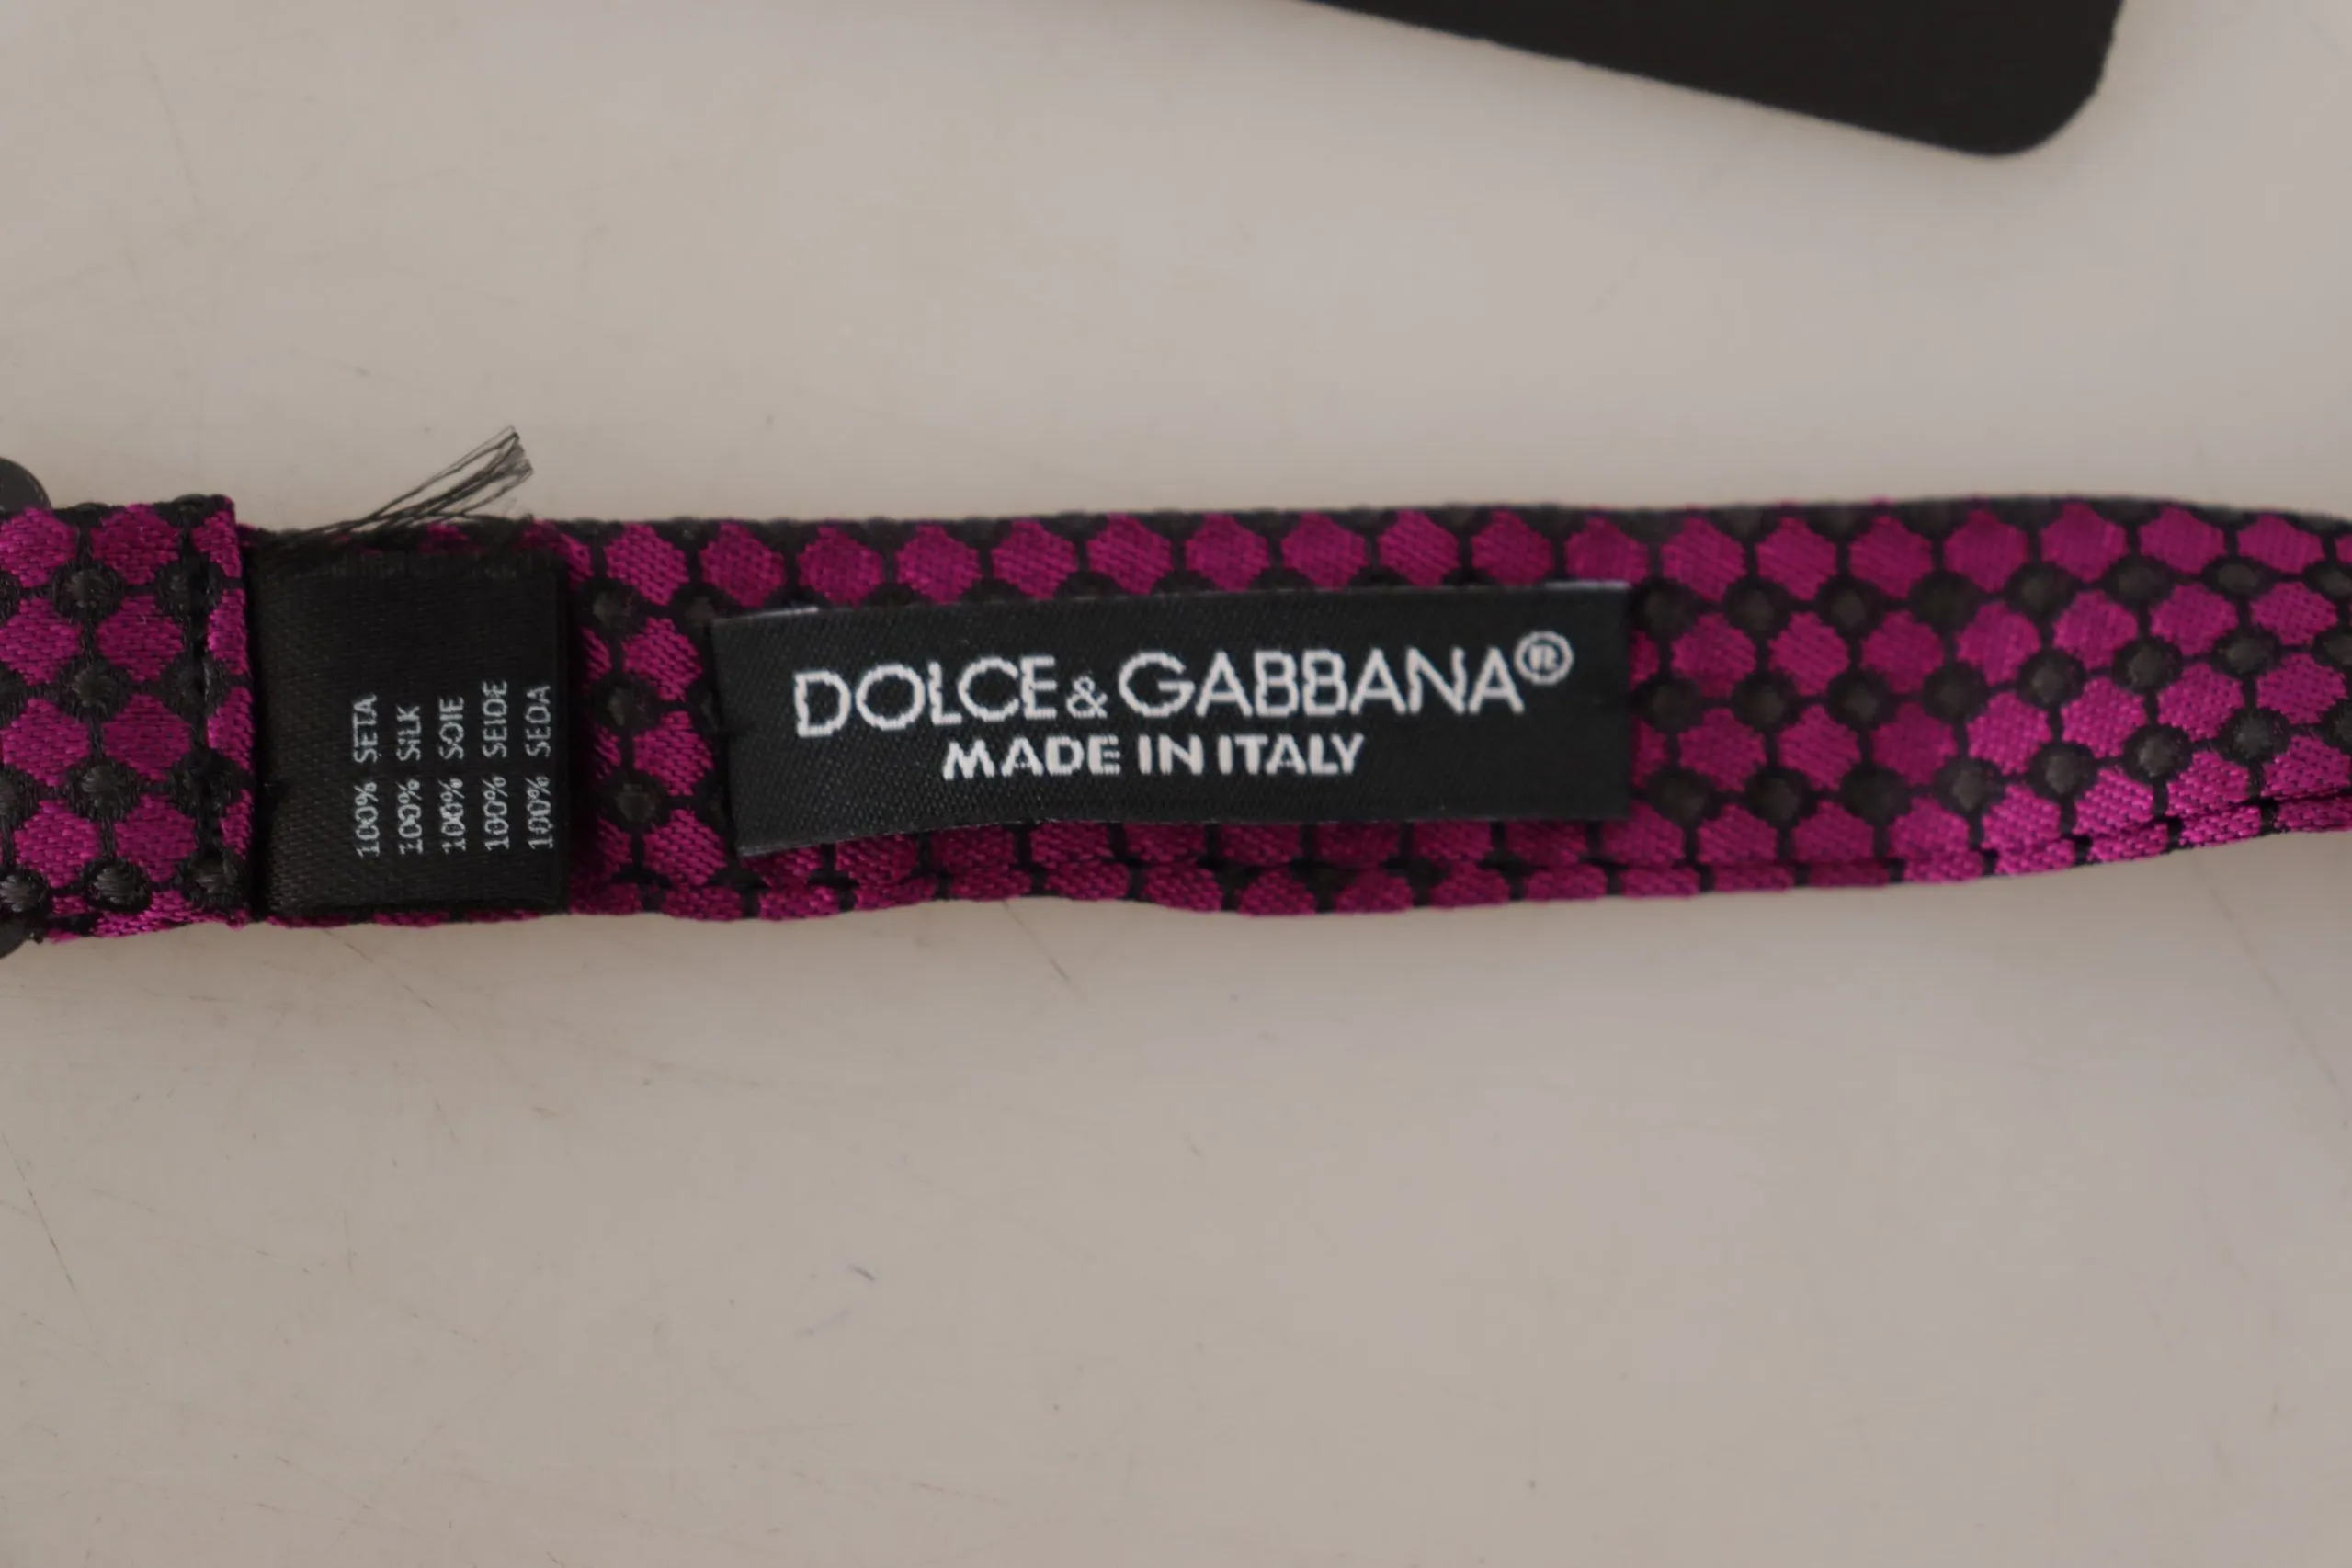 100% SETA
100% SILK
100% SOIE
100% SEIDE
100% SEDA
DOLCE & GABBANA®
MADE IN ITALY